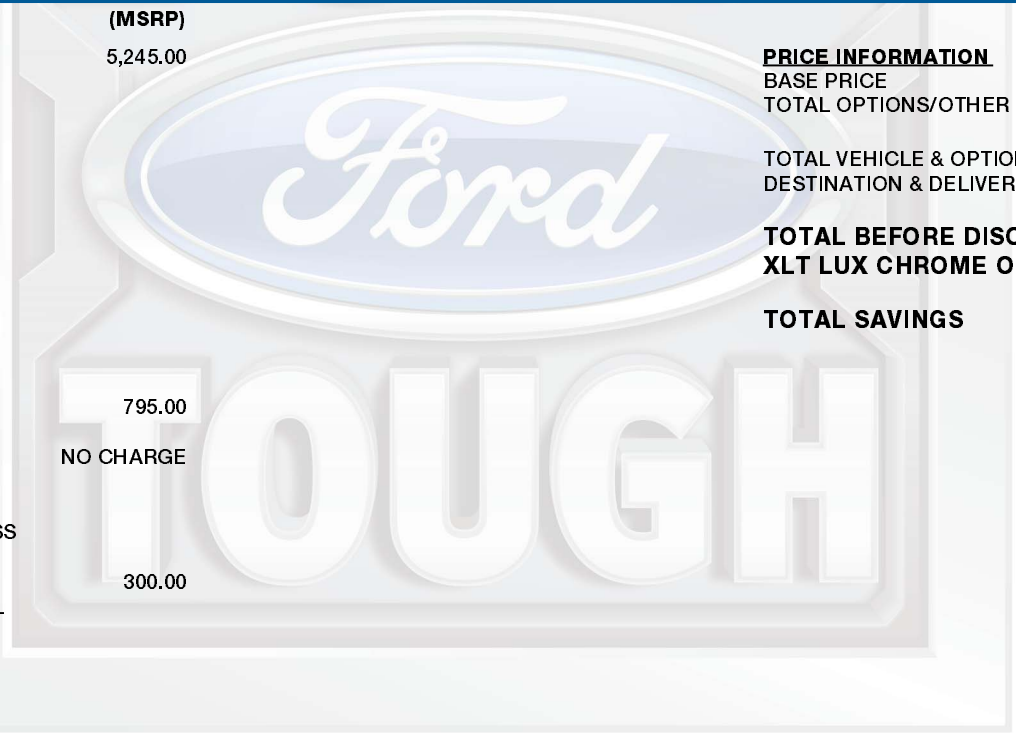 (MSRP)
5,245.00
795.00
NO CHARGE
SS
300.00
PRICE INFORMATION
BASE PRICE
TOTAL OPTIONS/OTHER
TOTAL VEHICLE & OPTIO
DESTINATION & DELIVER
TOTAL BEFORE DISC
XLT LUX CHROME O
TOTAL SAVINGS
Ford
TOUGH